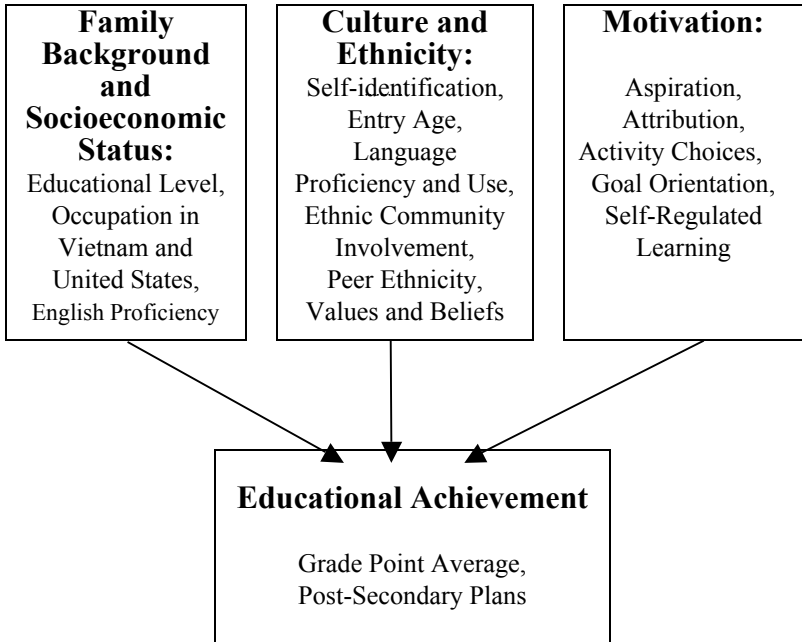 Family
Background
and
Socioeconomic
Status:
Educational Level,
Occupation in
Vietnam and
United States,
English Proficiency
Culture and
Ethnicity:
Self-identification,
Entry Age,
Language
Proficiency and Use,
Ethnic Community
Involvement,
Peer Ethnicity,
Values and Beliefs
Motivation:
Aspiration,
Attribution,
Activity Choices,
Goal Orientation,
Self-Regulated
Learning
Educational Achievement
Grade Point Average,
Post-Secondary Plans